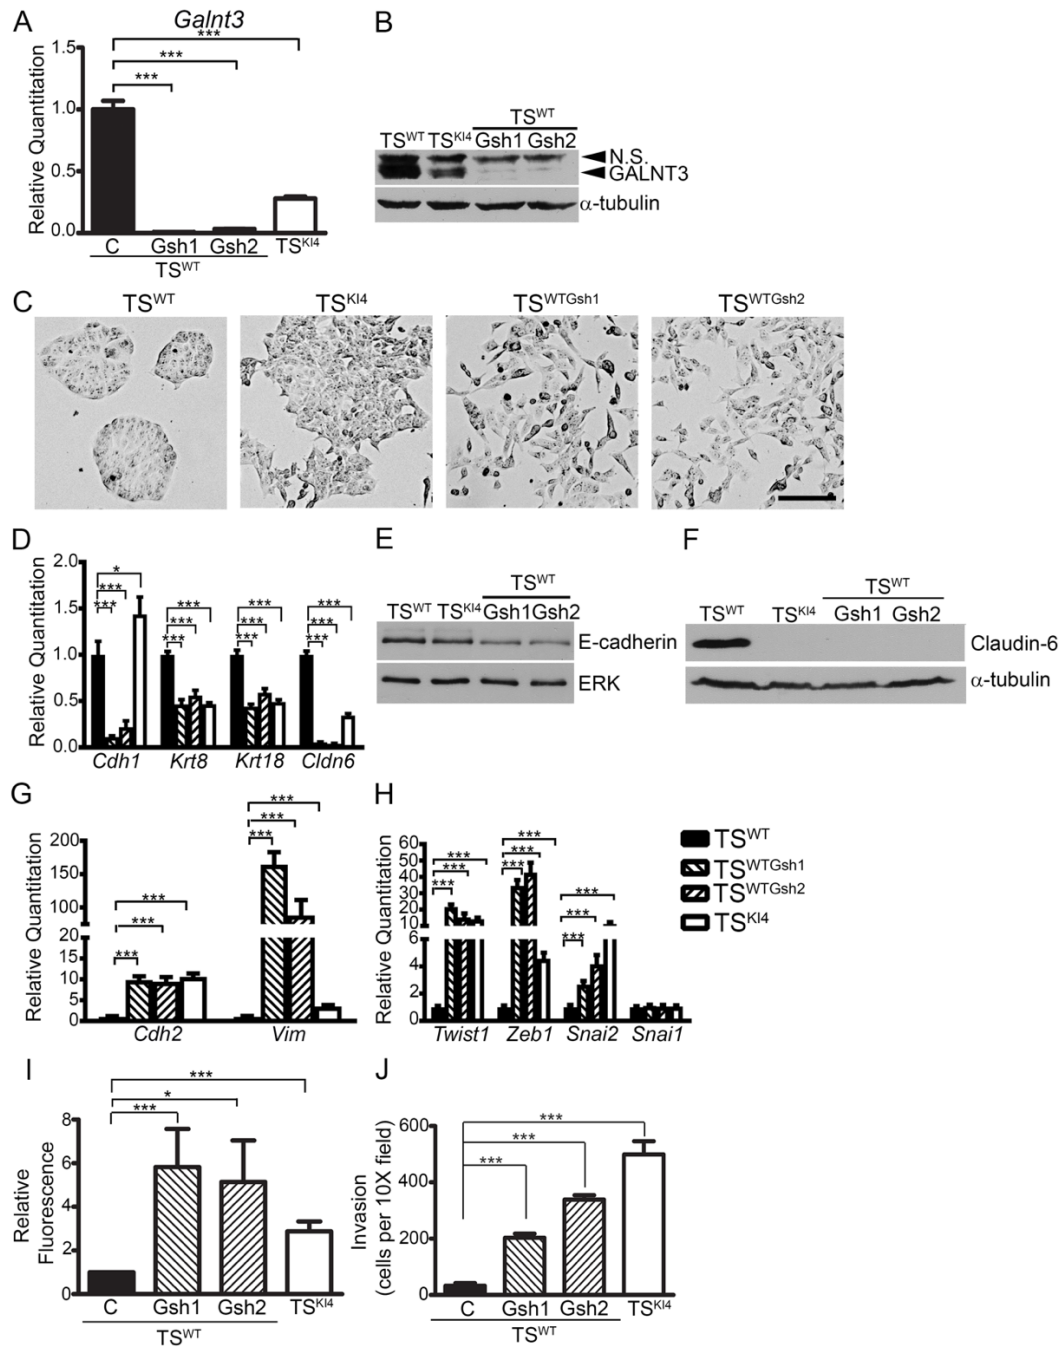 A
Galnt3
***
***
***
Relative Quantitation
1.5
1.0
0.5
0.0
C Gsh1 Gsh2 TSKI4
TSWT
B
TSWT
TSWT TSKI4 Gsh1 Gsh2
N.S.
GALNT3
α-tubulin
C
TSWT TSKI4 TSWTGsh1 TSWTGsh2
D
Relative Quantitation
2.0
1.5
1.0
0.5
0.0
*
***
***
***
***
***
***
***
***
***
***
***
Cdh1 Krt8 Krt18 Cldn6
E
TSWT
TSWT TSKI4 Gsh1 Gsh2
E-cadherin
ERK
F
TSWT
TSWT TSKI4 Gsh1 Gsh2
Claudin-6
α-tubulin
G
Relative Quantitation
200
150
100
20
15
10
5
0
***
***
***
***
***
***
Cdh2 Vim
H
Relative Quantitation
60
50
40
30
20
10
6
4
2
0
***
***
***
***
***
***
***
***
***
Twist1 Zeb1 Snai2 Snai1
TSWT
TSWTGsh1
TSWTGsh2
TSKI4
I
Relative
Fluorescence
8
6
4
2
0
***
*
***
C Gsh1 Gsh2 TSKI4
TSWT
J
Invasion
(cells per 10X field)
600
400
200
0
***
***
***
C Gsh1 Gsh2 TSKI4
TSWT